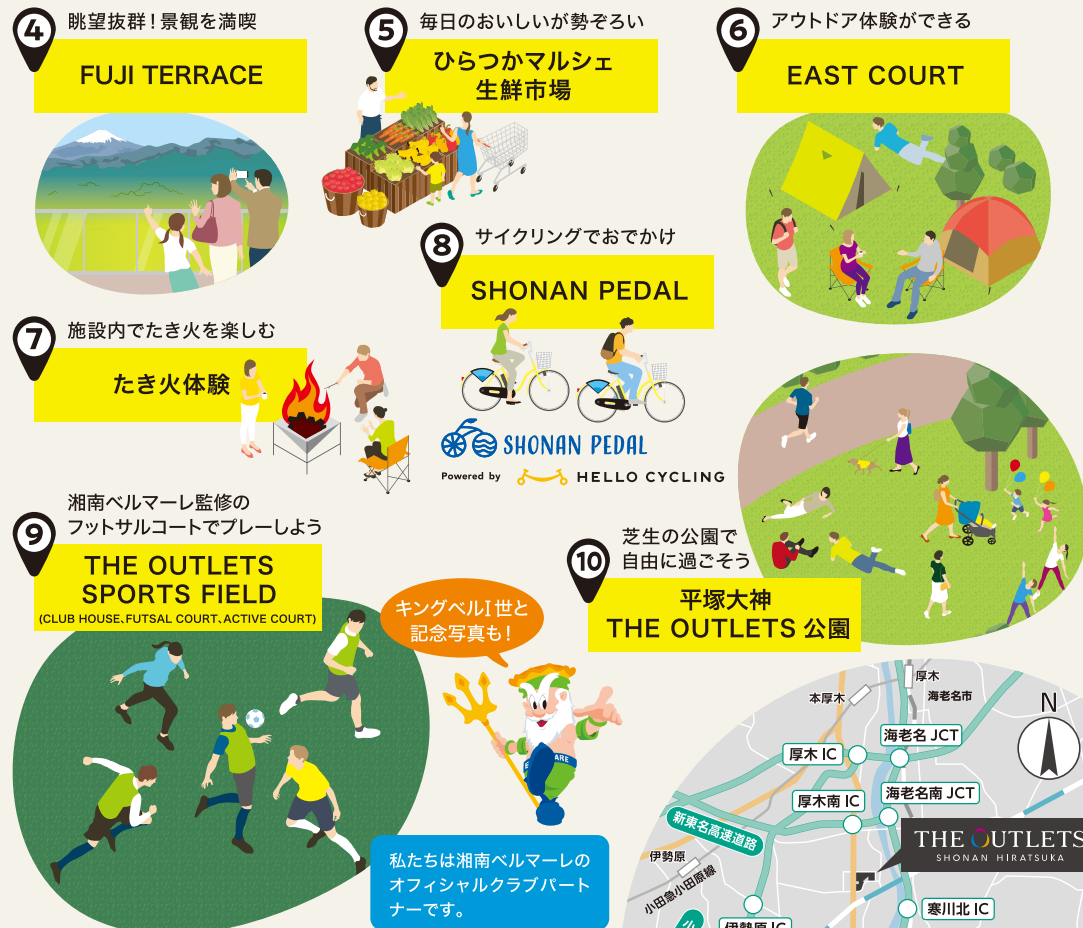 4
眺望抜群！景観を満喫
FUJI TERRACE
5
毎日のおいしいが勢ぞろい
ひらつかマルシェ
生鮮市場
6
アウトドア体験ができる
EAST COURT
7
施設内でたき火を楽しむ
たき火体験
8
サイクリングでおでかけ
SHONAN PEDAL
SHONAN PEDAL
Powered by HELLO CYCLING
9
湘南ベルマーレ監修の
フットサルコートでプレーしよう
THE OUTLETS
SPORTS FIELD
(CLUB HOUSE、FUTSAL COURT、ACTIVE COURT)
キングベルI世と
記念写真も！
私たちは湘南ベルマーレの
オフィシャルクラブパート
ナーです。
10
芝生の公園で
自由に過ごそう
平塚大神
THE OUTLETS 公園
厚木
本厚木
海老名市
N
海老名 JCT
厚木 IC
海老名南 JCT
厚木南 IC
新東名高速道路
THE OUTLETS
SHONAN HIRATSUKA
伊勢原
小田急小田原線
寒川北 IC
伊勢原 IC